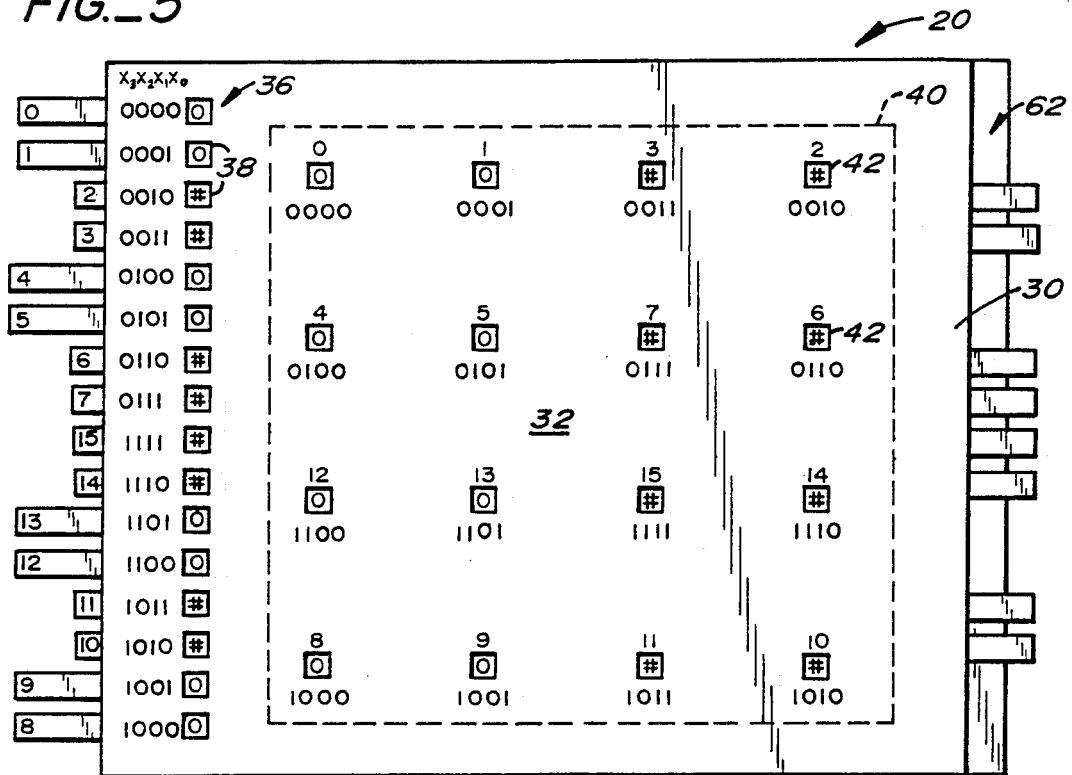 FIG._5
20
X₃X₂X₁X₀
36
40
62
0 0000 0
1 0001 0
38
2 0010 #
3 0011 #
4 0100 0
5 0101 0
6 0110 #
7 0111 #
15 1111 #
14 1110 #
13 1101 0
12 1100 0
11 1011 #
10 1010 #
9 1001 0
8 1000 0
0 1 3 2
0 0 # # 42
0000 0001 0011 0010
30
4 5 7 6
0 0 # # 42
0100 0101 0111 0110
32
12 13 15 14
0 0 # #
1100 1101 1111 1110
8 9 11 10
0 0 # #
1000 1001 1011 1010